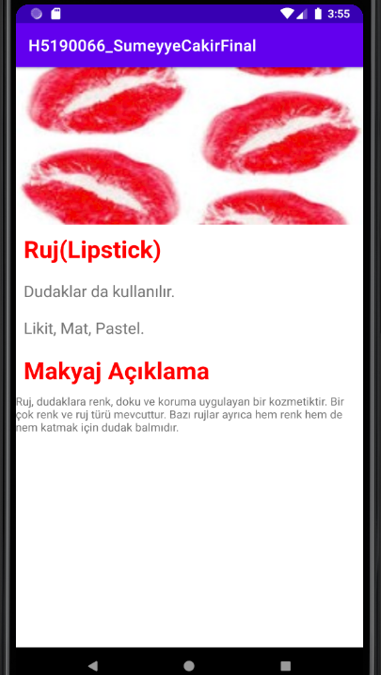 3:55
H5190066_SumeyyeCakirFinal
Ruj(Lipstick)
Dudaklar da kullanılır.
Likit, Mat, Pastel.
Makyaj Açıklama
Ruj, dudaklara renk, doku ve koruma uygulayan bir kozmetiktir. Bir
çok renk ve ruj türü mevcuttur. Bazı rujlar ayrıca hem renk hem de
nem katmak için dudak balmıdır.